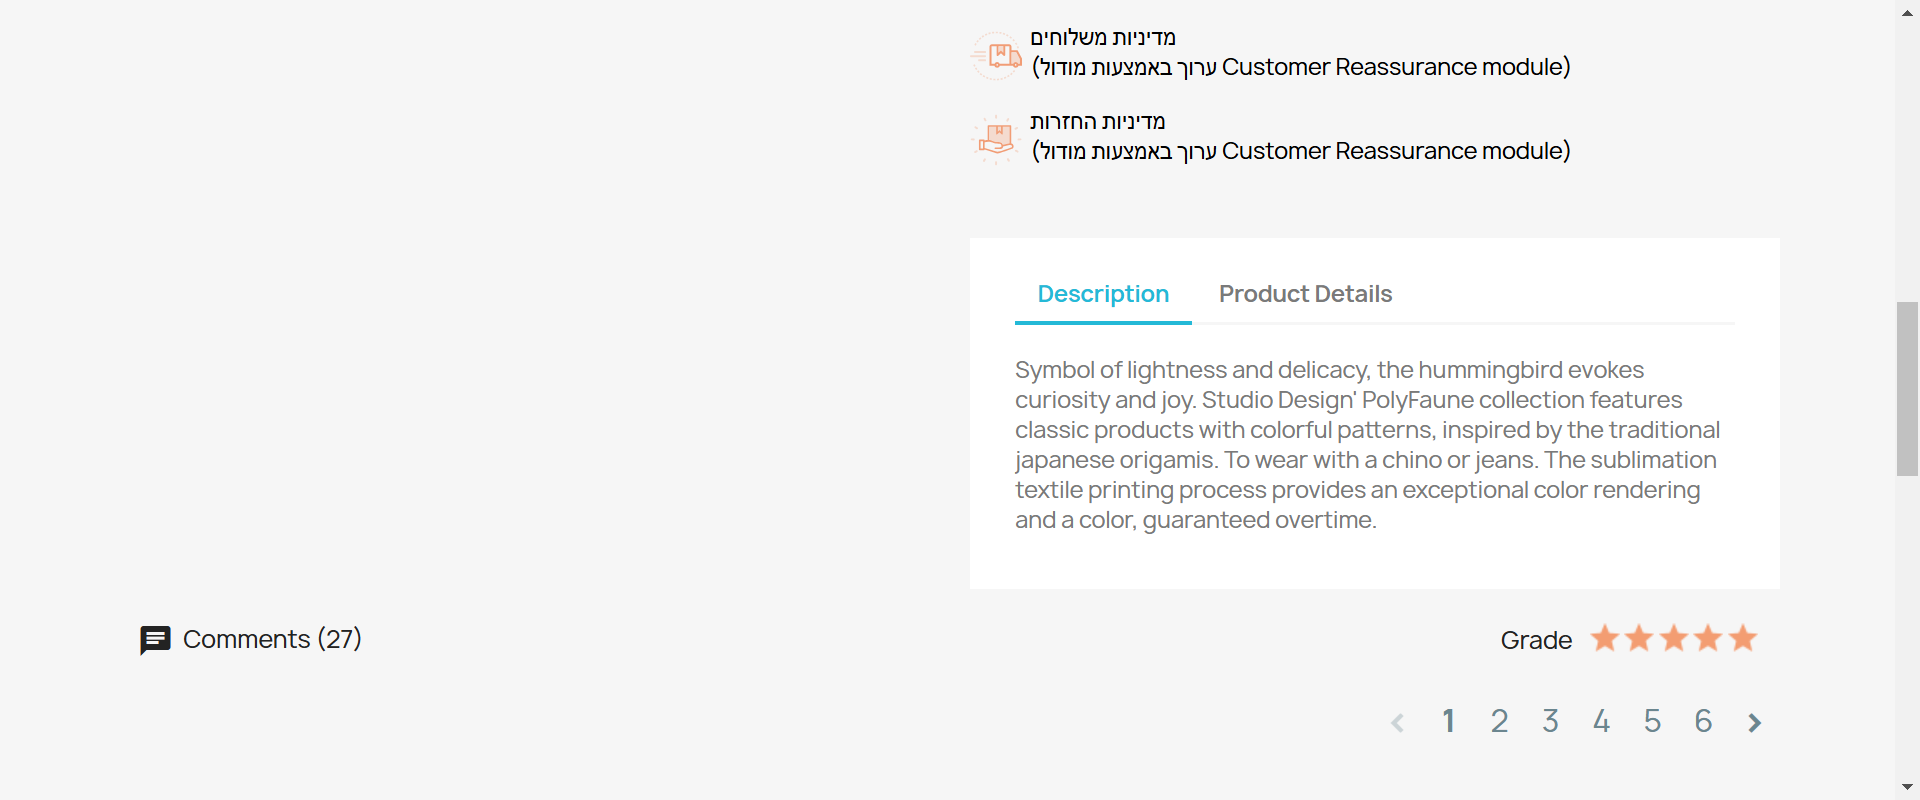 מדיניות משלוחים
(ערוך באמצעות מודול Customer Reassurance module)
מדיניות החזרות
(ערוך באמצעות מודול Customer Reassurance module)
Description Product Details
Symbol of lightness and delicacy, the hummingbird evokes
curiosity and joy. Studio Design' PolyFaune collection features
classic products with colorful patterns, inspired by the traditional
japanese origamis. To wear with a chino or jeans. The sublimation
textile printing process provides an exceptional color rendering
and a color, guaranteed overtime.
Comments (27) Grade
1 2 3 4 5 6